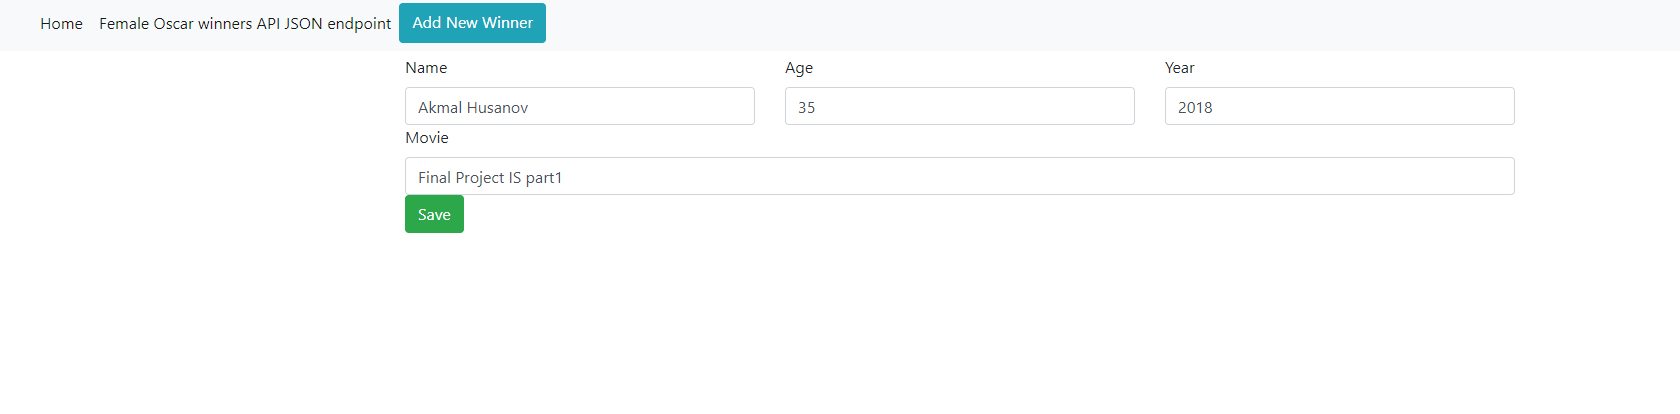 Home Female Oscar winners API JSON endpoint Add New Winner
Name Age Year
Akmal Husanov 35 2018
Movie
Final Project IS part1
Save